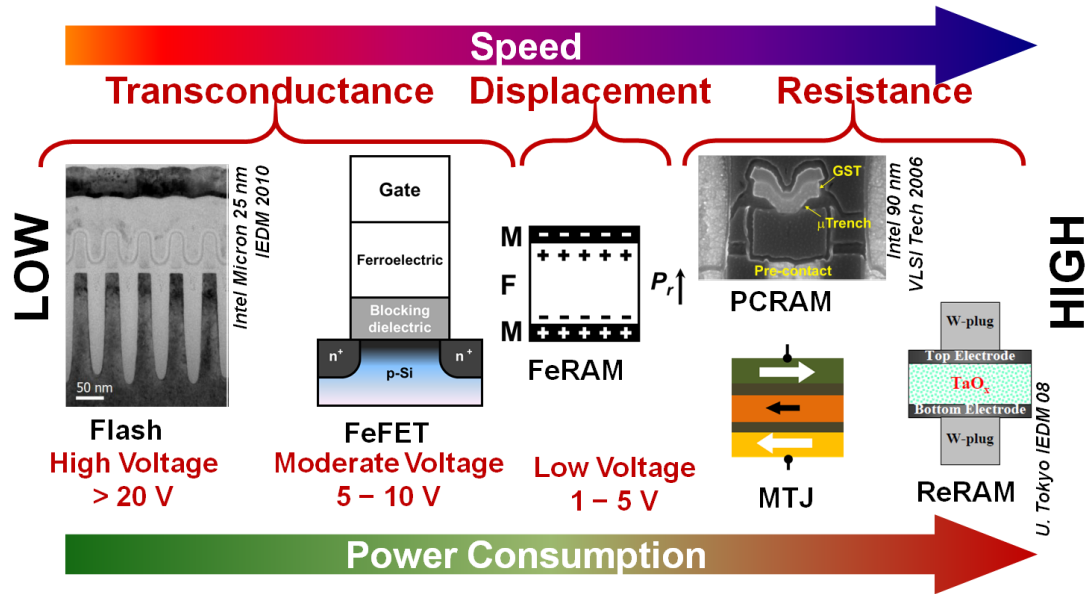 Speed
Transconductance
Displacement
Resistance
LOW
HIGH
50 nm
Intel Micron 25 nm
IEDM 2010
Flash
High Voltage
> 20 V
Gate
Ferroelectric
Blocking
dielectric
n+
n+
p-Si
FeFET
Moderate Voltage
5 – 10 V
M
– – – – –
+ + + + +
F
– – – – –
M
+ + + + +
Pr
FeRAM
Low Voltage
1 – 5 V
GST
μTrench
Pre-contact
Intel 90 nm
VLSI Tech 2006
PCRAM
MTJ
W-plug
Top Electrode
TaOx
Bottom Electrode
W-plug
ReRAM
U. Tokyo IEDM 08
Power Consumption